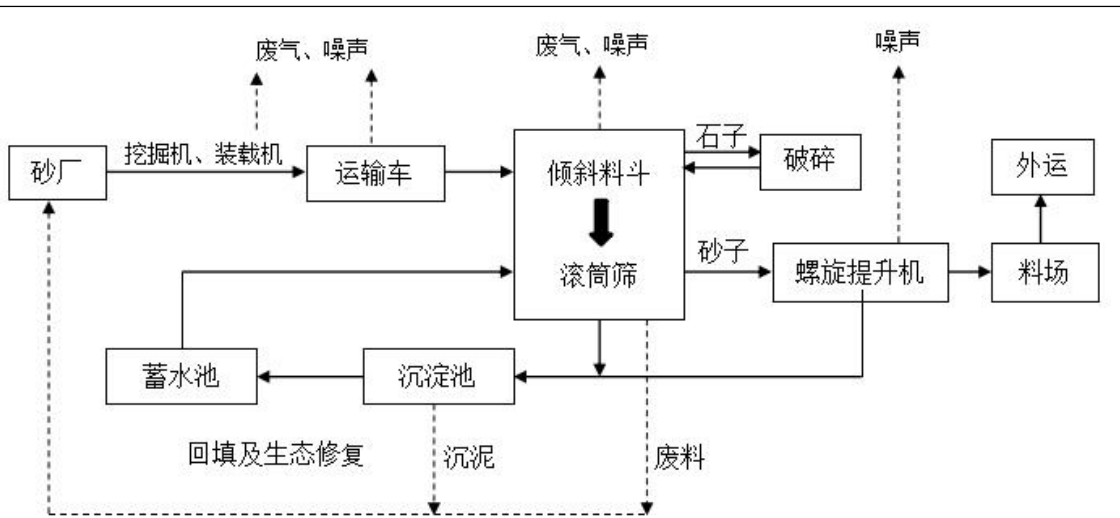 废气、噪声
废气、噪声
噪声
砂厂
挖掘机、装载机
运输车
倾斜料斗
石子
破碎
外运
滚筒筛
砂子
螺旋提升机
料场
蓄水池
沉淀池
回填及生态修复
沉泥
废料